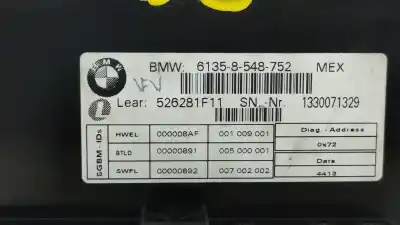 BMW
BMW: 6135-8-548-752 MEX
Lear: 526281F11 SN.-Nr. 1330071329
SGBM-IDs
HWEL 000008AF 001 009 001
BTLD 00000891 005 000 001
SWFL 00000892 007 002 002
Diag.-Address
0x72
Date
4413